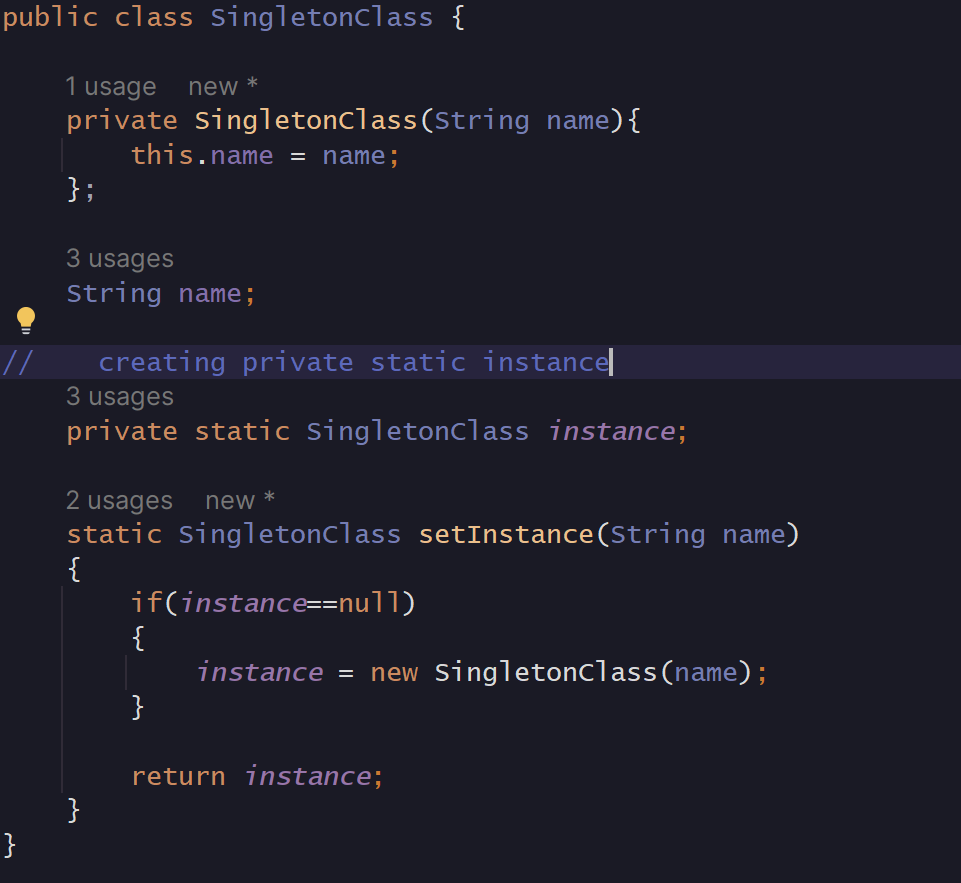 public class SingletonClass {
1 usage new *
private SingletonClass(String name){
this.name = name;
};
3 usages
String name;
// creating private static instance
3 usages
private static SingletonClass instance;
2 usages new *
static SingletonClass setInstance(String name)
{
if(instance==null)
{
instance = new SingletonClass(name);
}
return instance;
}
}